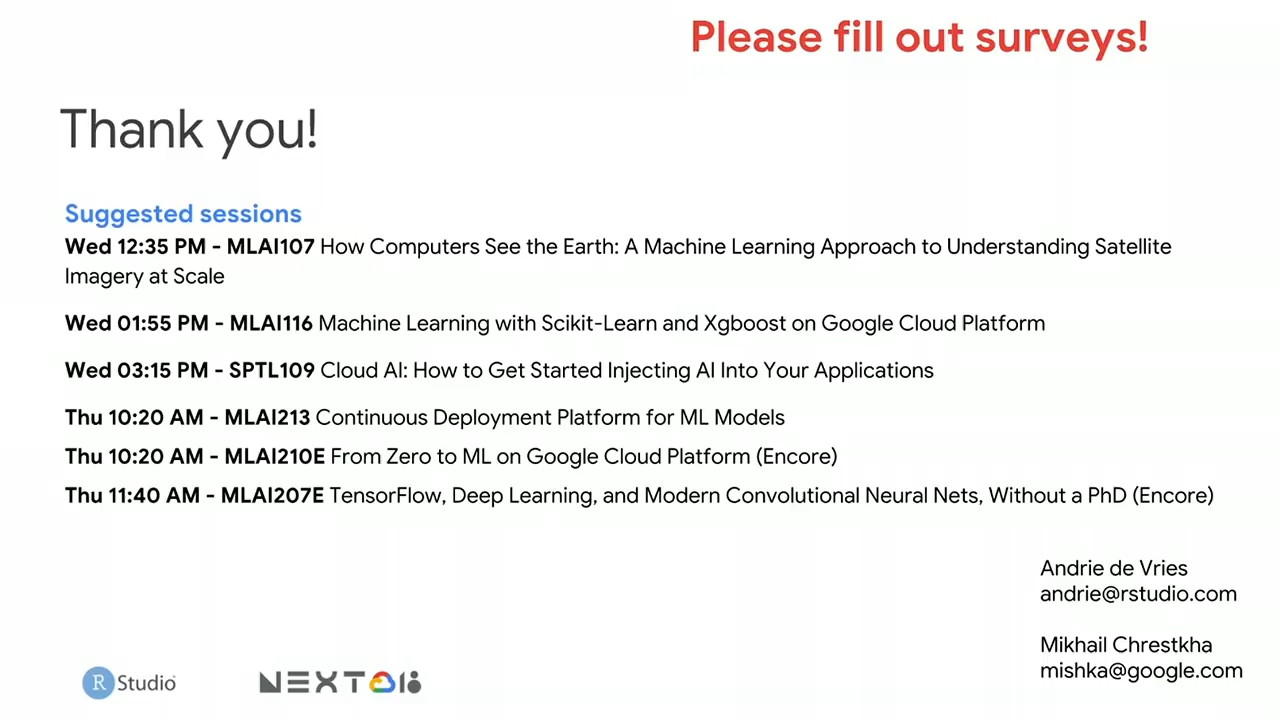 Please fill out surveys!
Thank you!
Suggested sessions
Wed 12:35 PM - MLAI107 How Computers See the Earth: A Machine Learning Approach to Understanding Satellite
Imagery at Scale
Wed 01:55 PM - MLAI116 Machine Learning with Scikit-Learn and Xgboost on Google Cloud Platform
Wed 03:15 PM - SPTL109 Cloud AI: How to Get Started Injecting AI Into Your Applications
Thu 10:20 AM - MLAI213 Continuous Deployment Platform for ML Models
Thu 10:20 AM - MLAI210E From Zero to ML on Google Cloud Platform (Encore)
Thu 11:40 AM - MLAI207E TensorFlow, Deep Learning, and Modern Convolutional Neural Nets, Without a PhD (Encore)
Andrie de Vries
andrie@rstudio.com
Mikhail Chrestkha
mishka@google.com
R Studio
NEXT 18